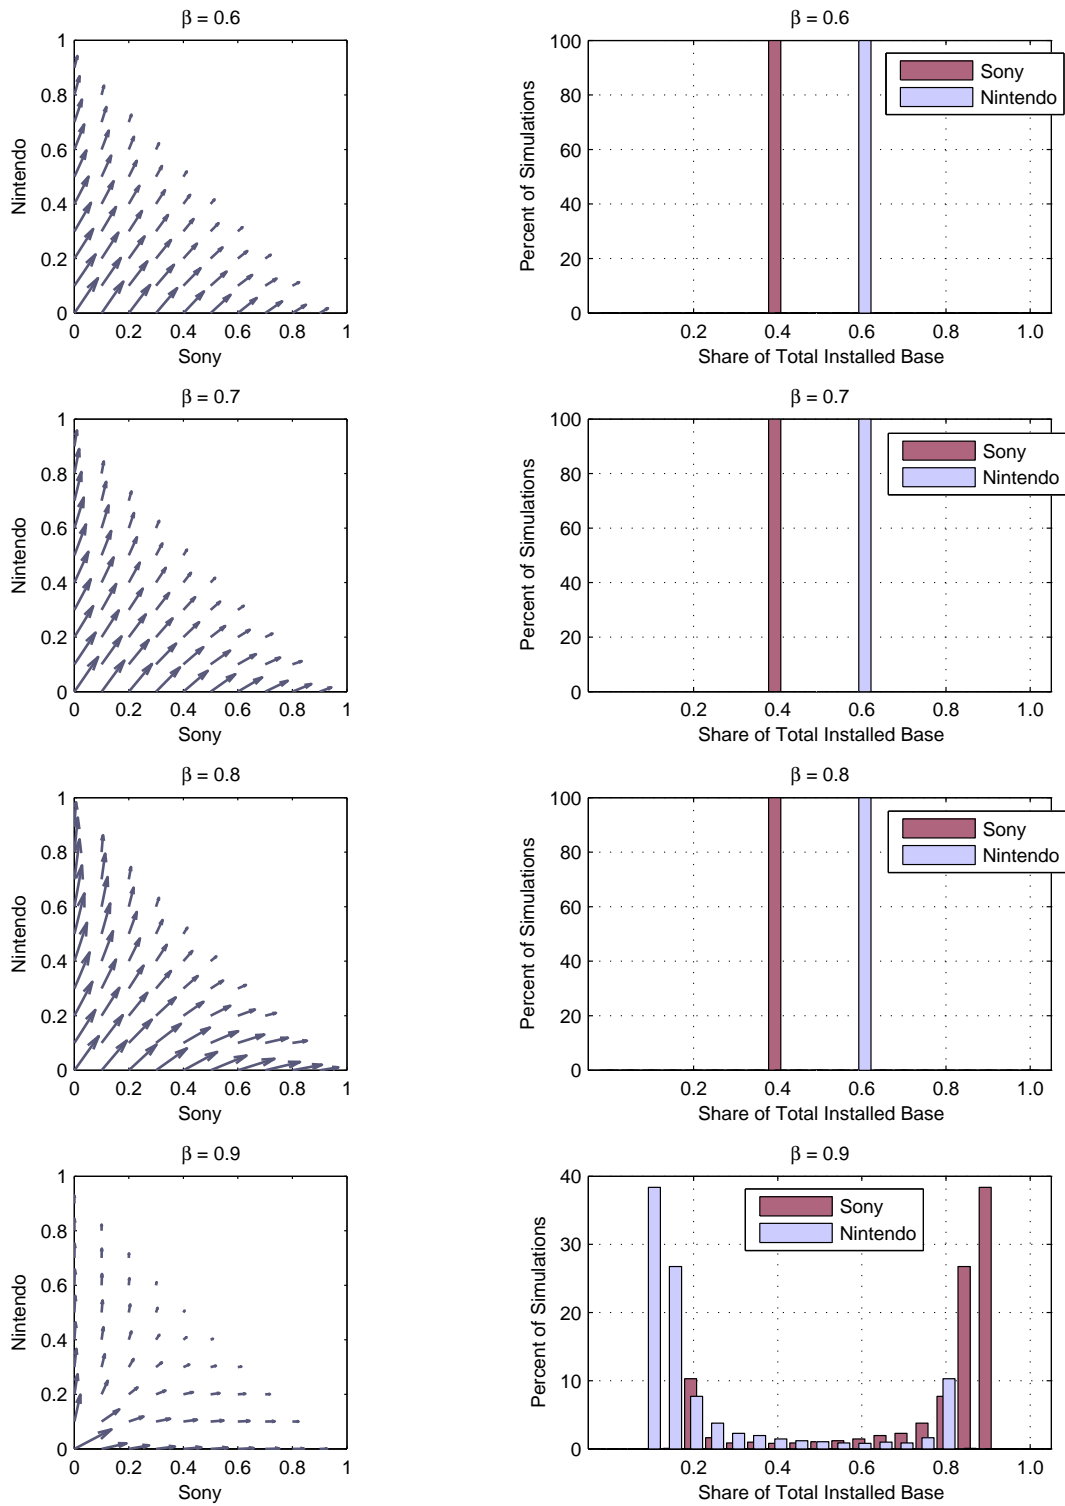 β = 0.6
1
0.8
0.6
0.4
0.2
0
Nintendo
0 0.2 0.4 0.6 0.8 1
Sony
β = 0.6
100
80
60
40
20
0
Percent of Simulations
Sony
Nintendo
0.2 0.4 0.6 0.8 1.0
Share of Total Installed Base
β = 0.7
1
0.8
0.6
0.4
0.2
0
Nintendo
0 0.2 0.4 0.6 0.8 1
Sony
β = 0.7
100
80
60
40
20
0
Percent of Simulations
Sony
Nintendo
0.2 0.4 0.6 0.8 1.0
Share of Total Installed Base
β = 0.8
1
0.8
0.6
0.4
0.2
0
Nintendo
0 0.2 0.4 0.6 0.8 1
Sony
β = 0.8
100
80
60
40
20
0
Percent of Simulations
Sony
Nintendo
0.2 0.4 0.6 0.8 1.0
Share of Total Installed Base
β = 0.9
1
0.8
0.6
0.4
0.2
0
Nintendo
0 0.2 0.4 0.6 0.8 1
Sony
β = 0.9
40
30
20
10
0
Percent of Simulations
Sony
Nintendo
0.2 0.4 0.6 0.8 1.0
Share of Total Installed Base